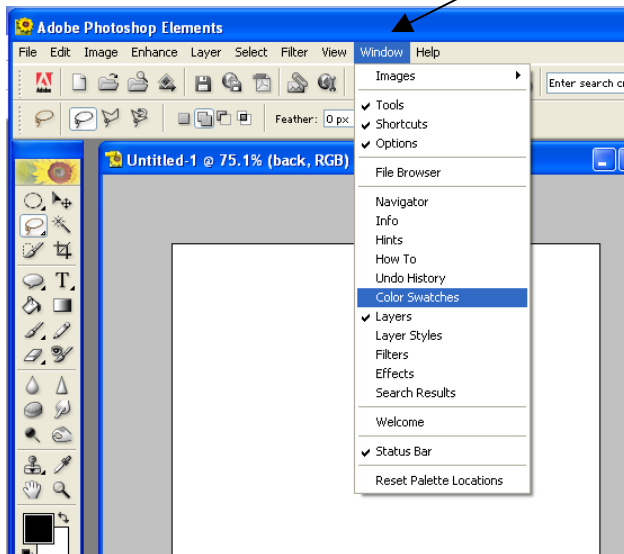 Adobe Photoshop Elements
File Edit Image Enhance Layer Select Filter View Window Help
Adobe
Enter search cr
Feather: 0 px
Untitled-1 @ 75.1% (back, RGB)
T
Images
Tools
Shortcuts
Options
File Browser
Navigator
Info
Hints
How To
Undo History
Color Swatches
Layers
Layer Styles
Filters
Effects
Search Results
Welcome
Status Bar
Reset Palette Locations